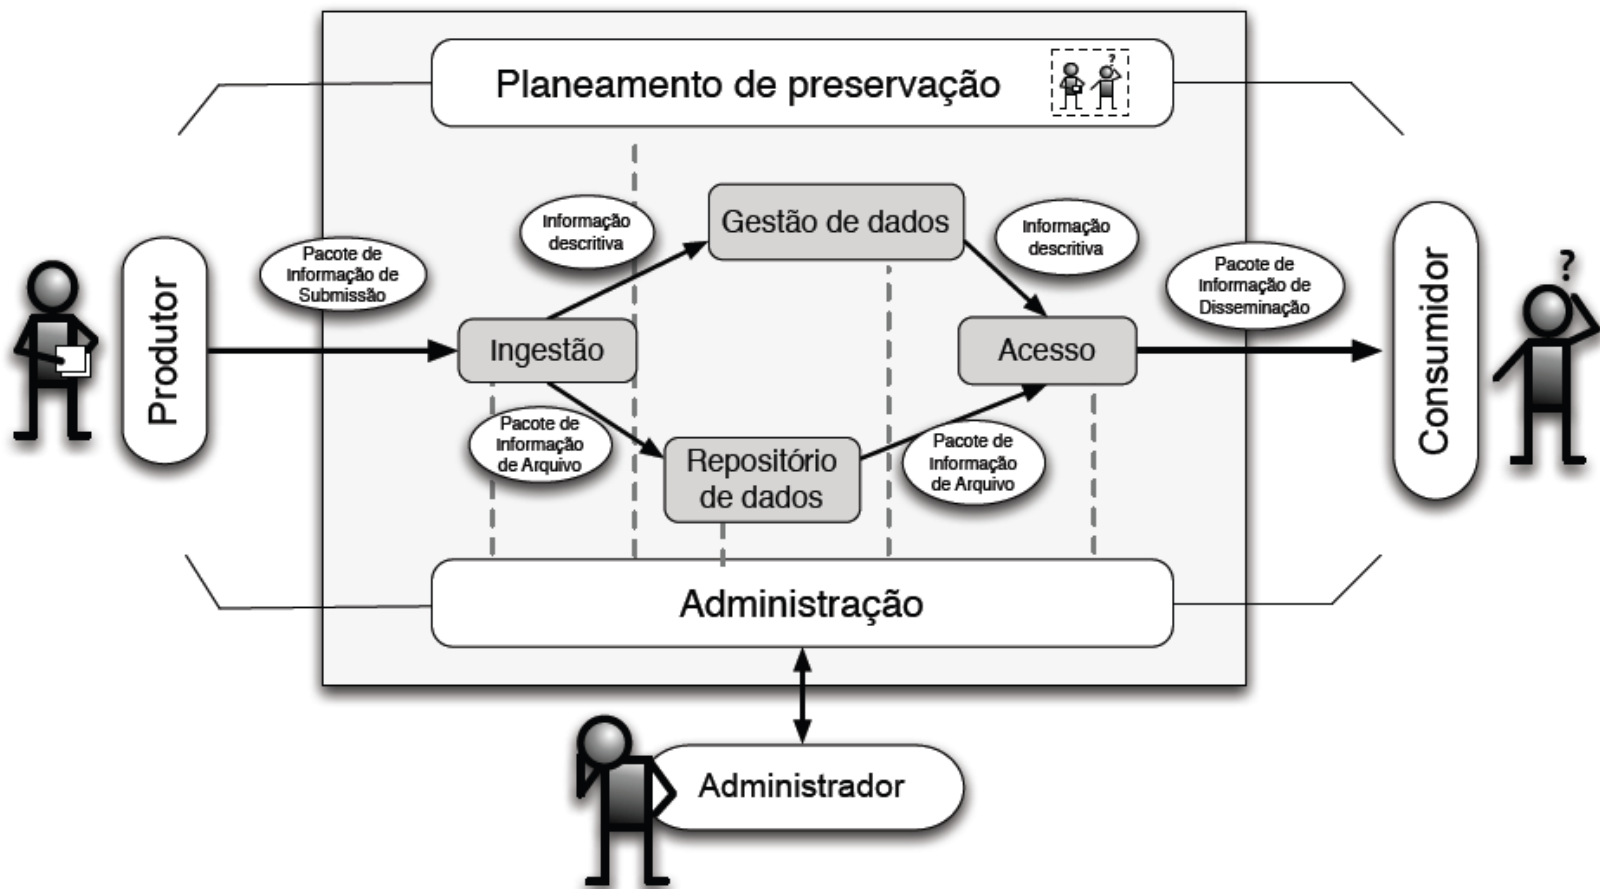 Planeamento de preservação
?
Informação
descritiva
Gestão de dados
Informação
descritiva
Pacote de
Informação de
Submissão
Pacote de
Informação de
Disseminação
?
Produtor
Ingestão
Acesso
Consumidor
Pacote de
Informação
de Arquivo
Repositório
de dados
Pacote de
Informação
de Arquivo
Administração
Administrador